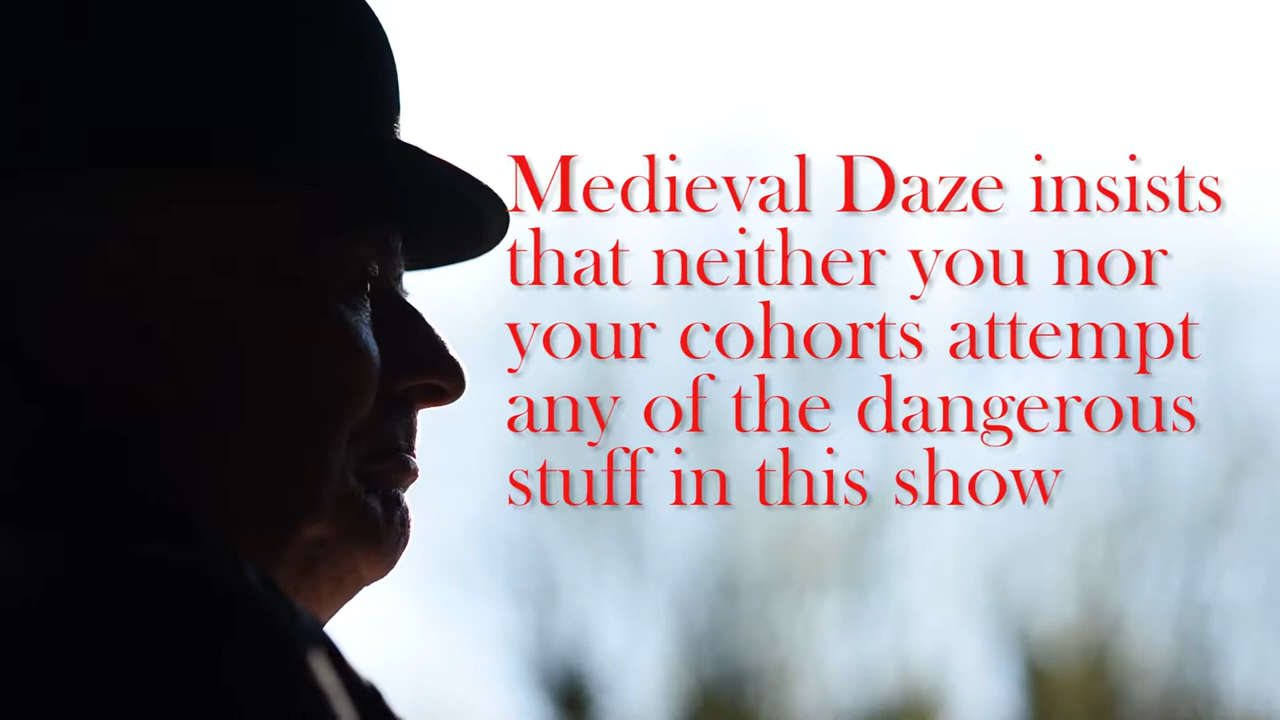 Medieval Daze insists
that neither you nor
your cohorts attempt
any of the dangerous
stuff in this show